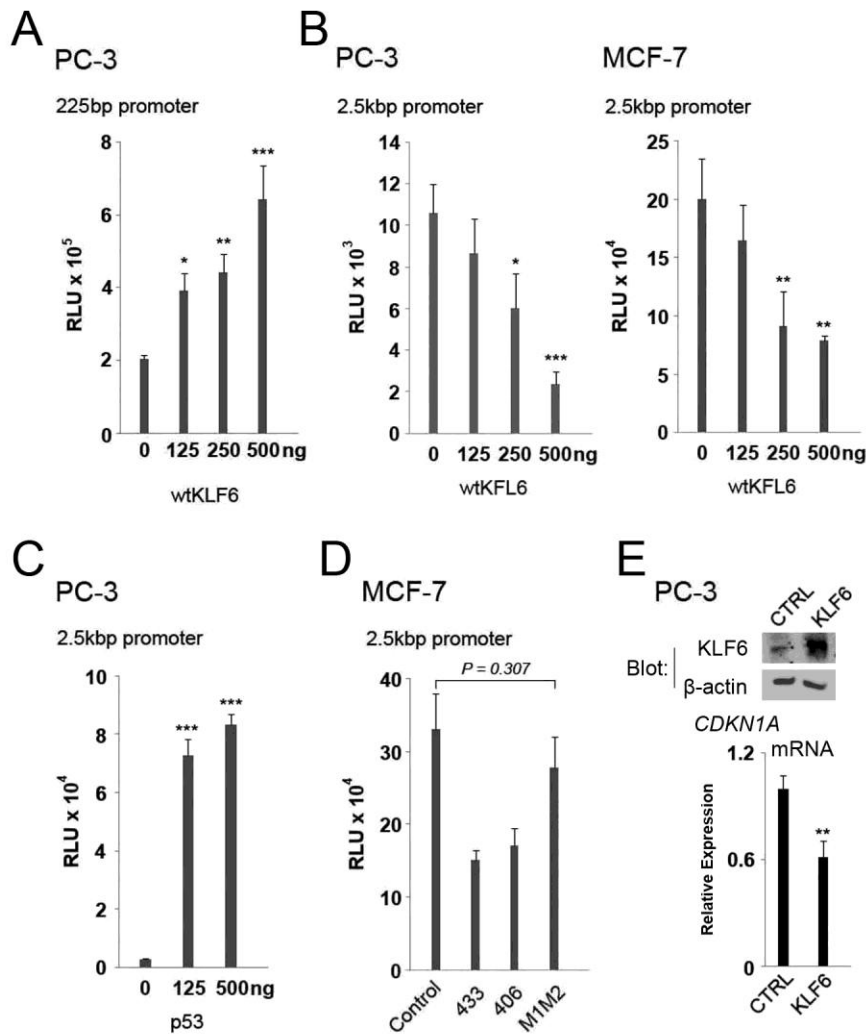 A
PC-3
225bp promoter
RLU x 10⁵
8
6
4
2
0
*
**
***
0 125 250 500ng
wtKLF6
B
PC-3
2.5kbp promoter
RLU x 10³
14
12
10
8
6
4
2
0
*
***
0 125 250 500ng
wtKFL6
MCF-7
2.5kbp promoter
RLU x 10⁴
25
20
15
10
5
0
**
**
0 125 250 500ng
wtKFL6
C
PC-3
2.5kbp promoter
RLU x 10⁴
10
8
6
4
2
0
***
***
0 125 500ng
p53
D
MCF-7
2.5kbp promoter
RLU x 10⁴
40
30
20
10
0
P = 0.307
Control 433 406 M1M2
E
PC-3
CTRL KLF6
Blot:
KLF6
β-actin
CDKN1A
mRNA
Relative Expression
1.2
0.6
0
**
CTRL KLF6